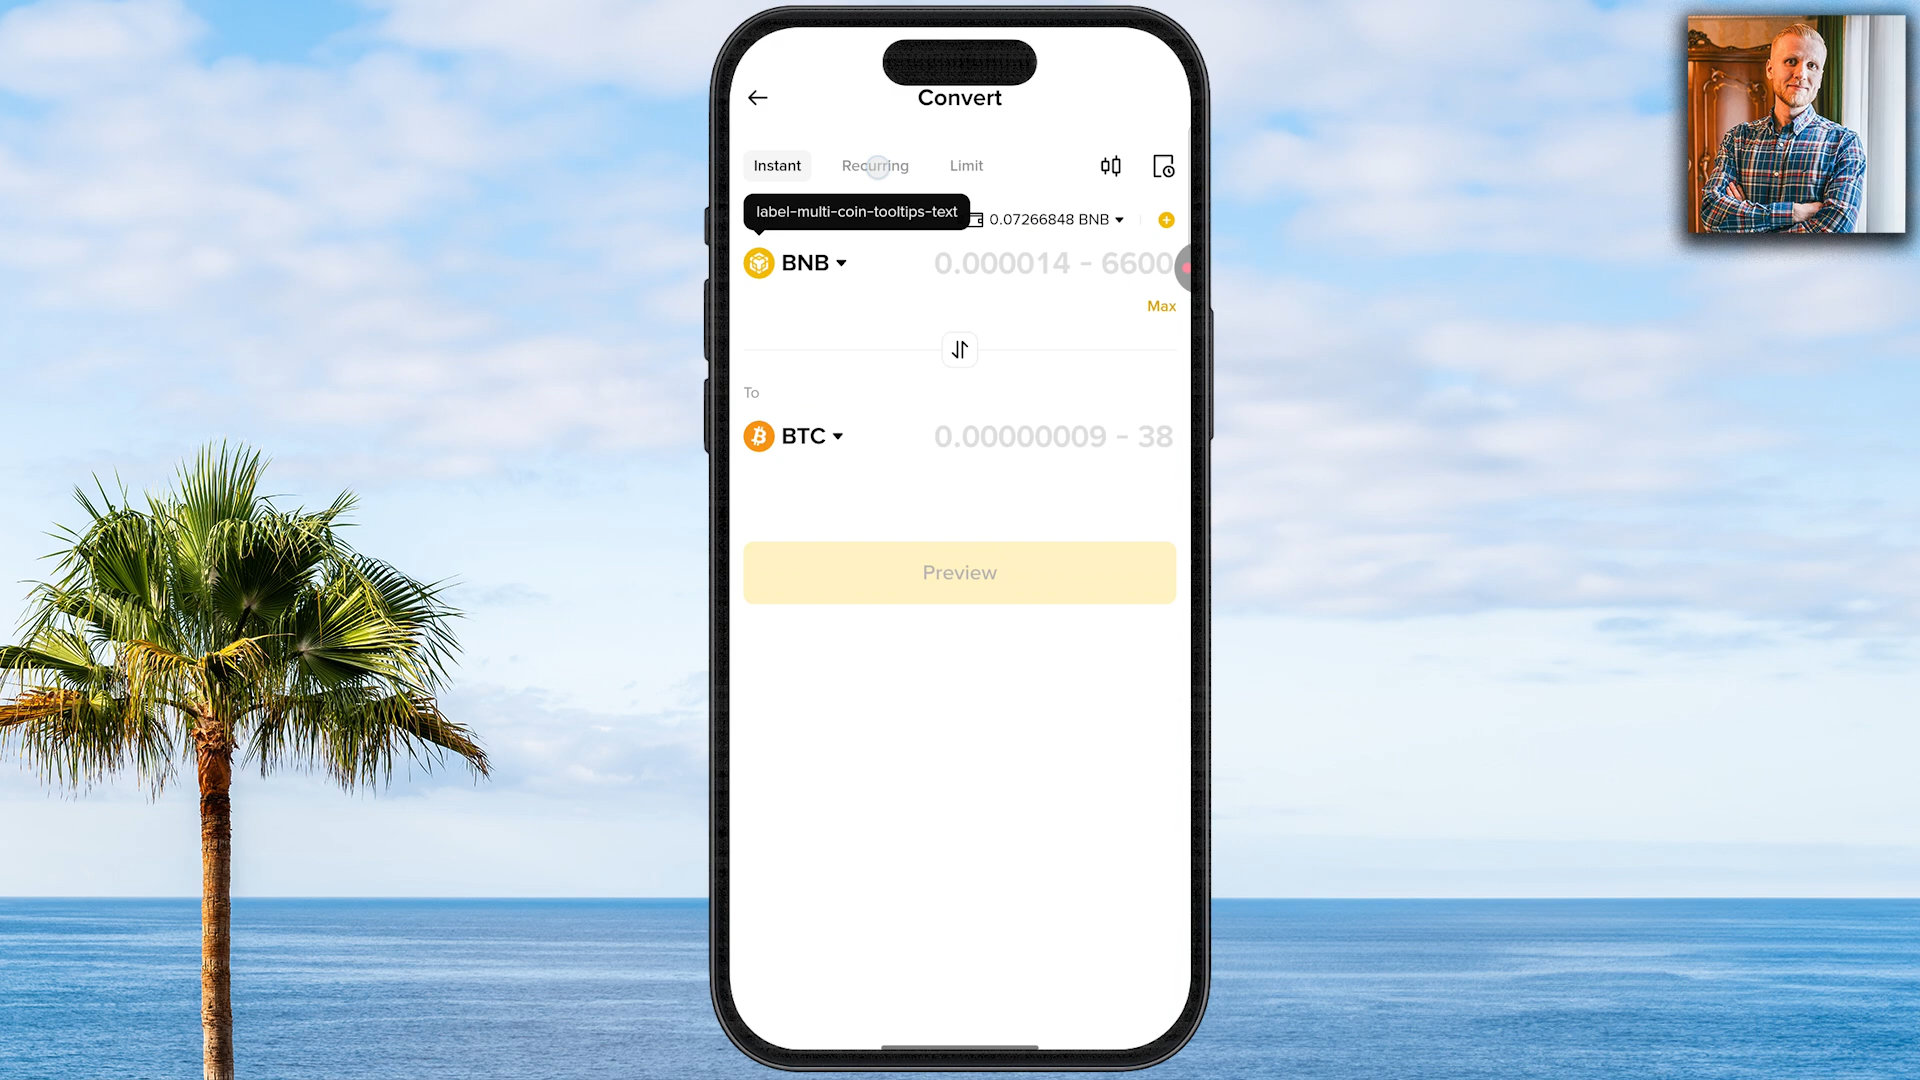 Convert
Instant Recurring Limit
label-multi-coin-tooltips-text 0.07266848 BNB
BNB 0.000014 - 6600
Max
To
BTC 0.00000009 - 38
Preview